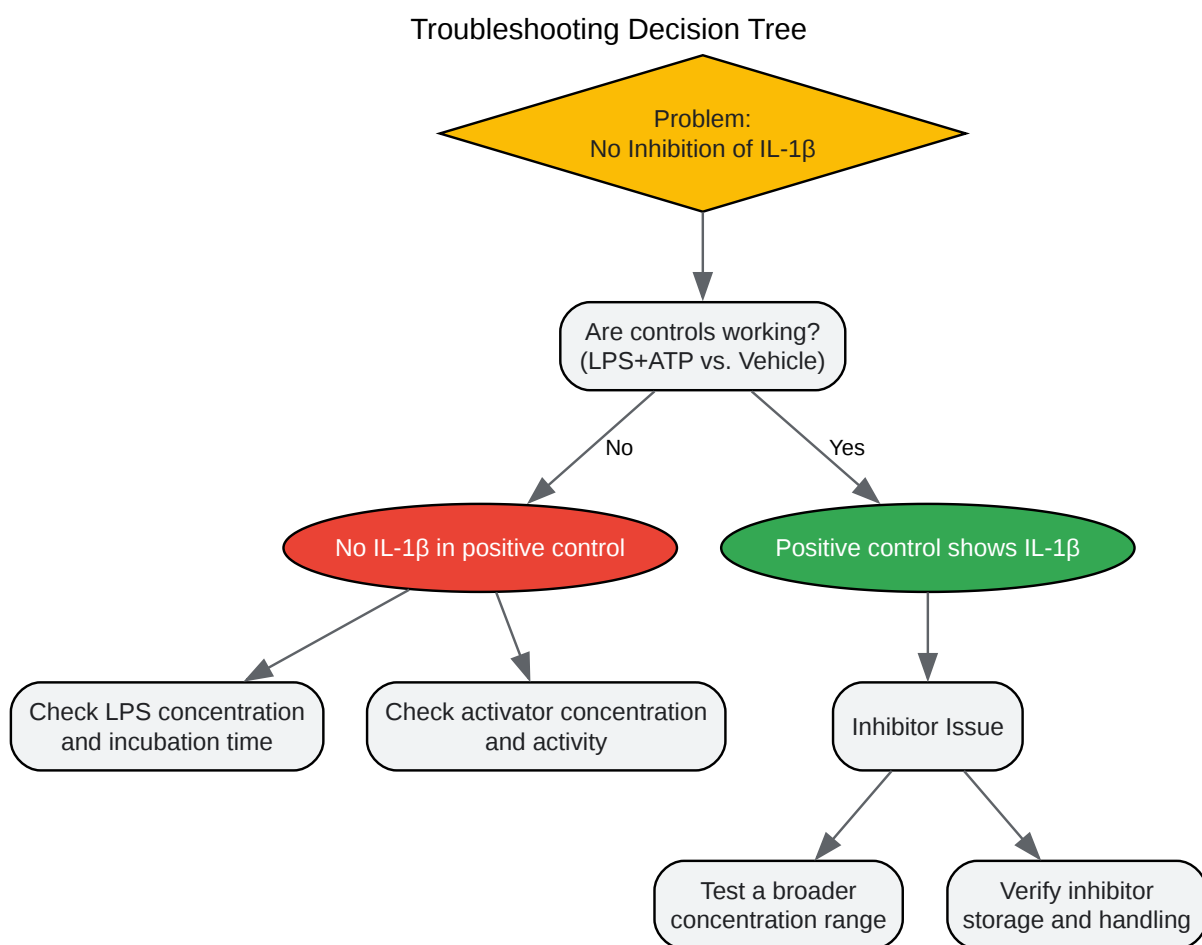 Troubleshooting Decision Tree
Problem:
No Inhibition of IL-1β
Are controls working?
(LPS+ATP vs. Vehicle)
No
Yes
No IL-1β in positive control
Positive control shows IL-1β
Check LPS concentration
and incubation time
Check activator concentration
and activity
Inhibitor Issue
Test a broader
concentration range
Verify inhibitor
storage and handling